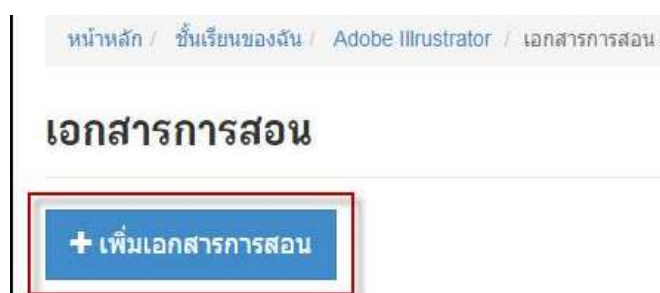 หน้าหลัก / ชั้นเรียนของฉัน / Adobe Illrustrator / เอกสารการสอน
เอกสารการสอน
+ เพิ่มเอกสารการสอน